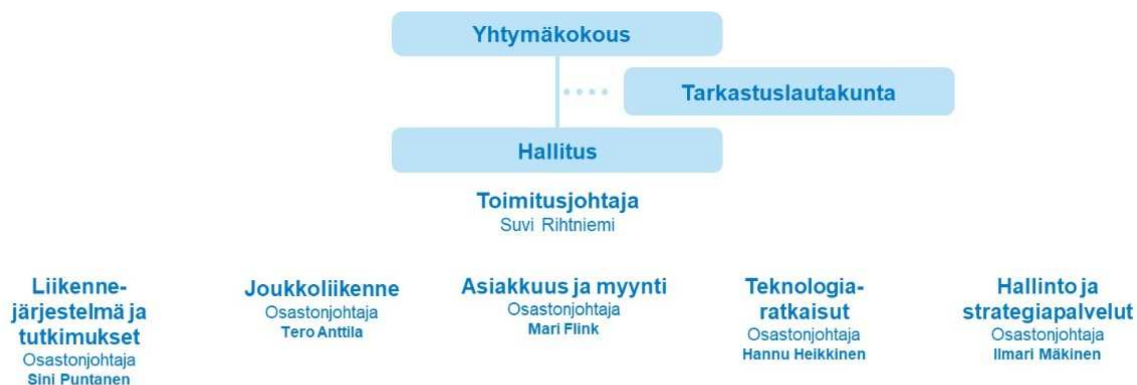 Yhtymäkokous
Tarkastuslautakunta
Hallitus
Toimitusjohtaja
Suvi Rihtniemi
Liikenne-
järjestelmä ja
tutkimukset
Osastonjohtaja
Sini Puntanen
Joukkoliikenne
Osastonjohtaja
Tero Anttila
Asiakkuus ja myynti
Osastonjohtaja
Mari Flink
Teknologia-
ratkaisut
Osastonjohtaja
Hannu Heikkinen
Hallinto ja
strategiapalvelut
Osastonjohtaja
Ilmari Mäkinen